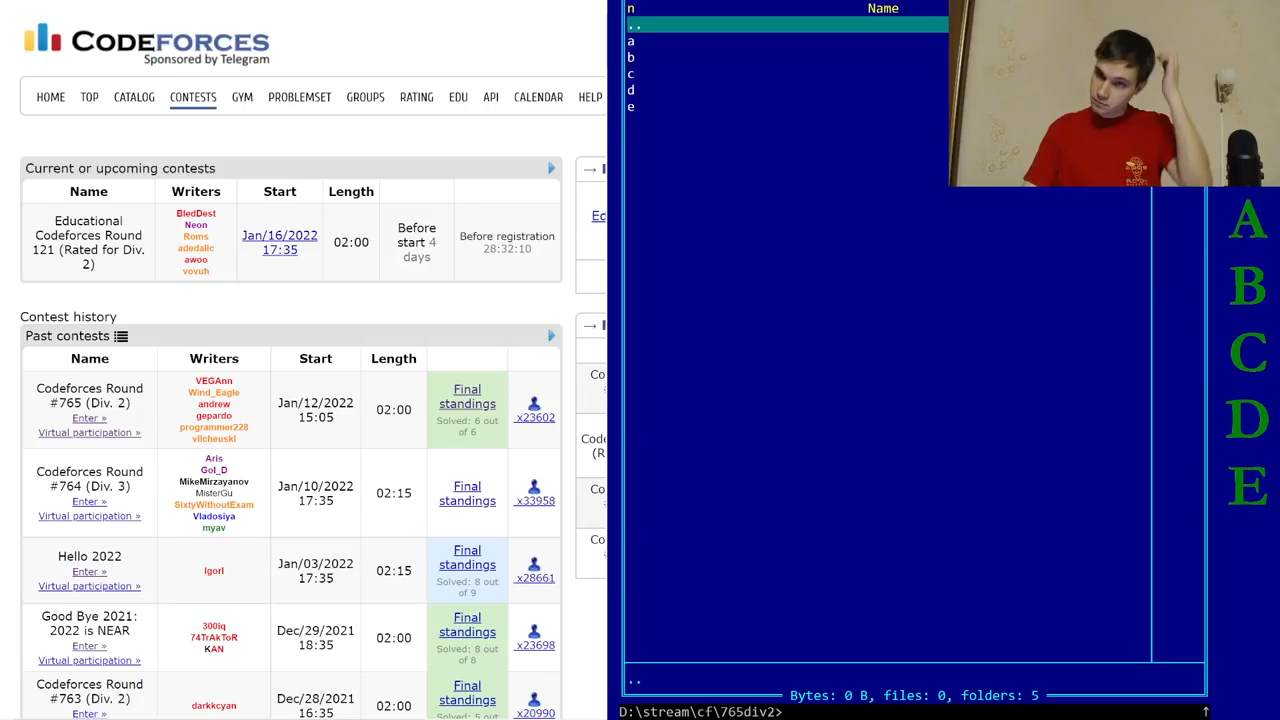 CODEFORCES
Sponsored by Telegram
HOME TOP CATALOG CONTESTS GYM PROBLEMSET GROUPS RATING EDU API CALENDAR HELP
Current or upcoming contests
Name Writers Start Length
Educational
Codeforces Round
121 (Rated for Div.
2)
BledDest
Neon
Roms
adedalic
awoo
vovuh
Jan/16/2022
17:35
02:00
Before
start 4
days
Before registration
28:32:10
Contest history
Past contests
Name Writers Start Length
Codeforces Round
#765 (Div. 2)
Enter »
Virtual participation »
VEGAnn
Wind_Eagle
andrew
gepardo
programmer228
vilcheuski
Jan/12/2022
15:05
02:00
Final
standings
Solved: 6 out
of 6
x23602
Codeforces Round
#764 (Div. 3)
Enter »
Virtual participation »
Aris
Gol_D
MikeMirzayanov
MisterGu
SixtyWithoutExam
Vladosiya
myav
Jan/10/2022
17:35
02:15
Final
standings
x33958
Hello 2022
Enter »
Virtual participation »
IgorI
Jan/03/2022
17:35
02:15
Final
standings
Solved: 8 out
of 9
x28661
Good Bye 2021:
2022 is NEAR
Enter »
Virtual participation »
300iq
74TrAkToR
KAN
Dec/29/2021
18:35
02:00
Final
standings
Solved: 8 out
of 8
x23698
Codeforces Round
#763 (Div. 2)
Enter »
darkkcyan
Dec/28/2021
16:35
02:00
Final
standings
x20990
→
→
n Name
..
a
b
c
d
e
..
Bytes: 0 B, files: 0, folders: 5
D:\stream\cf\765div2> ↑
A
B
C
D
E